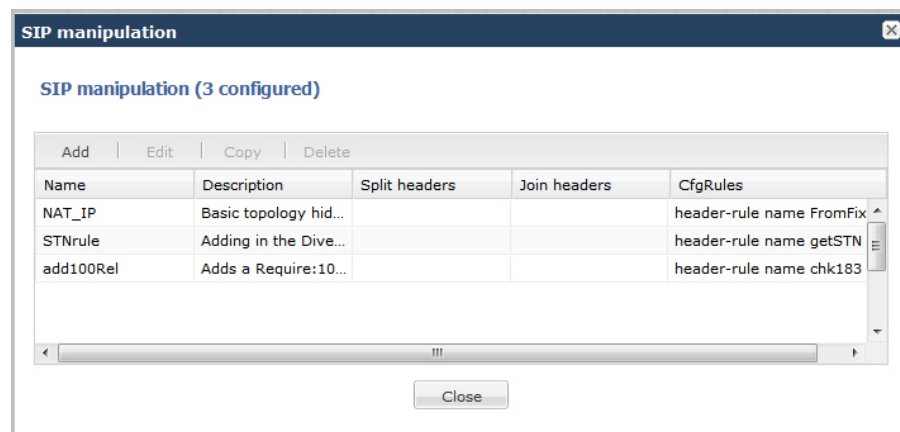 SIP manipulation
SIP manipulation (3 configured)
Add Edit Copy Delete
Name Description Split headers Join headers CfgRules
NAT_IP Basic topology hid... header-rule name FromFix
STNrule Adding in the Dive... header-rule name getSTN
add100Rel Adds a Require:10... header-rule name chk183
Close